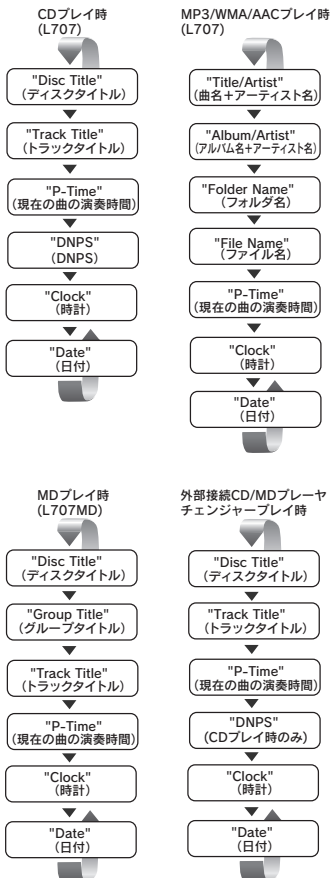 CDプレイ時
(L707)
"Disc Title"
(ディスクタイトル)
"Track Title"
(トラックタイトル)
"P-Time"
(現在の曲の演奏時間)
"DNPS"
(DNPS)
"Clock"
(時計)
"Date"
(日付)
MP3/WMA/AACプレイ時
(L707)
"Title/Artist"
(曲名+アーティスト名)
"Album/Artist"
(アルバム名+アーティスト名)
"Folder Name"
(フォルダ名)
"File Name"
(ファイル名)
"P-Time"
(現在の曲の演奏時間)
"Clock"
(時計)
"Date"
(日付)
MDプレイ時
(L707MD)
"Disc Title"
(ディスクタイトル)
"Group Title"
(グループタイトル)
"Track Title"
(トラックタイトル)
"P-Time"
(現在の曲の演奏時間)
"Clock"
(時計)
"Date"
(日付)
外部接続CD/MDプレーヤ
チェンジャープレイ時
"Disc Title"
(ディスクタイトル)
"Track Title"
(トラックタイトル)
"P-Time"
(現在の曲の演奏時間)
"DNPS"
(CDプレイ時のみ)
"Clock"
(時計)
"Date"
(日付)